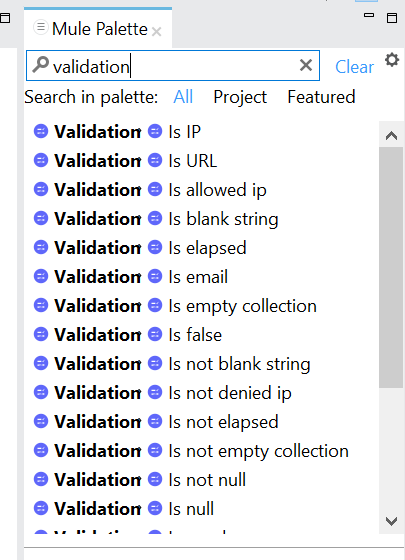 Mule Palette
validation
Clear
Search in palette: All Project Featured
Validation Is IP
Validation Is URL
Validation Is allowed ip
Validation Is blank string
Validation Is elapsed
Validation Is email
Validation Is empty collection
Validation Is false
Validation Is not blank string
Validation Is not denied ip
Validation Is not elapsed
Validation Is not empty collection
Validation Is not null
Validation Is null